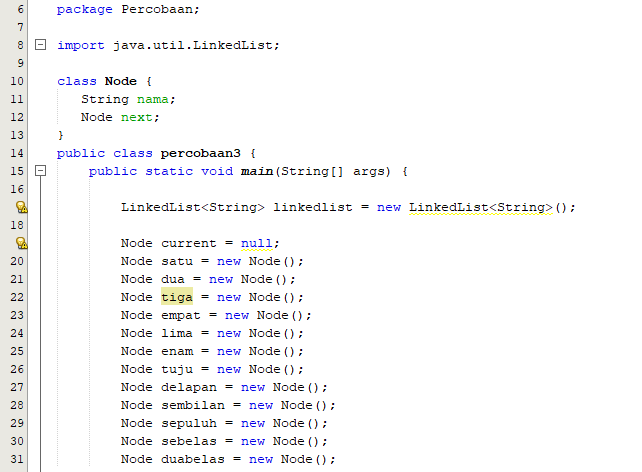 6 package Percobaan;
7
8 import java.util.LinkedList;
9
10 class Node {
11 String nama;
12 Node next;
13 }
14 public class percobaan3 {
15 public static void main(String[] args) {
16
LinkedList<String> linkedlist = new LinkedList<String>();
18
Node current = null;
20 Node satu = new Node();
21 Node dua = new Node();
22 Node tiga = new Node();
23 Node empat = new Node();
24 Node lima = new Node();
25 Node enam = new Node();
26 Node tuju = new Node();
27 Node delapan = new Node();
28 Node sembilan = new Node();
29 Node sepuluh = new Node();
30 Node sebelas = new Node();
31 Node duabelas = new Node();